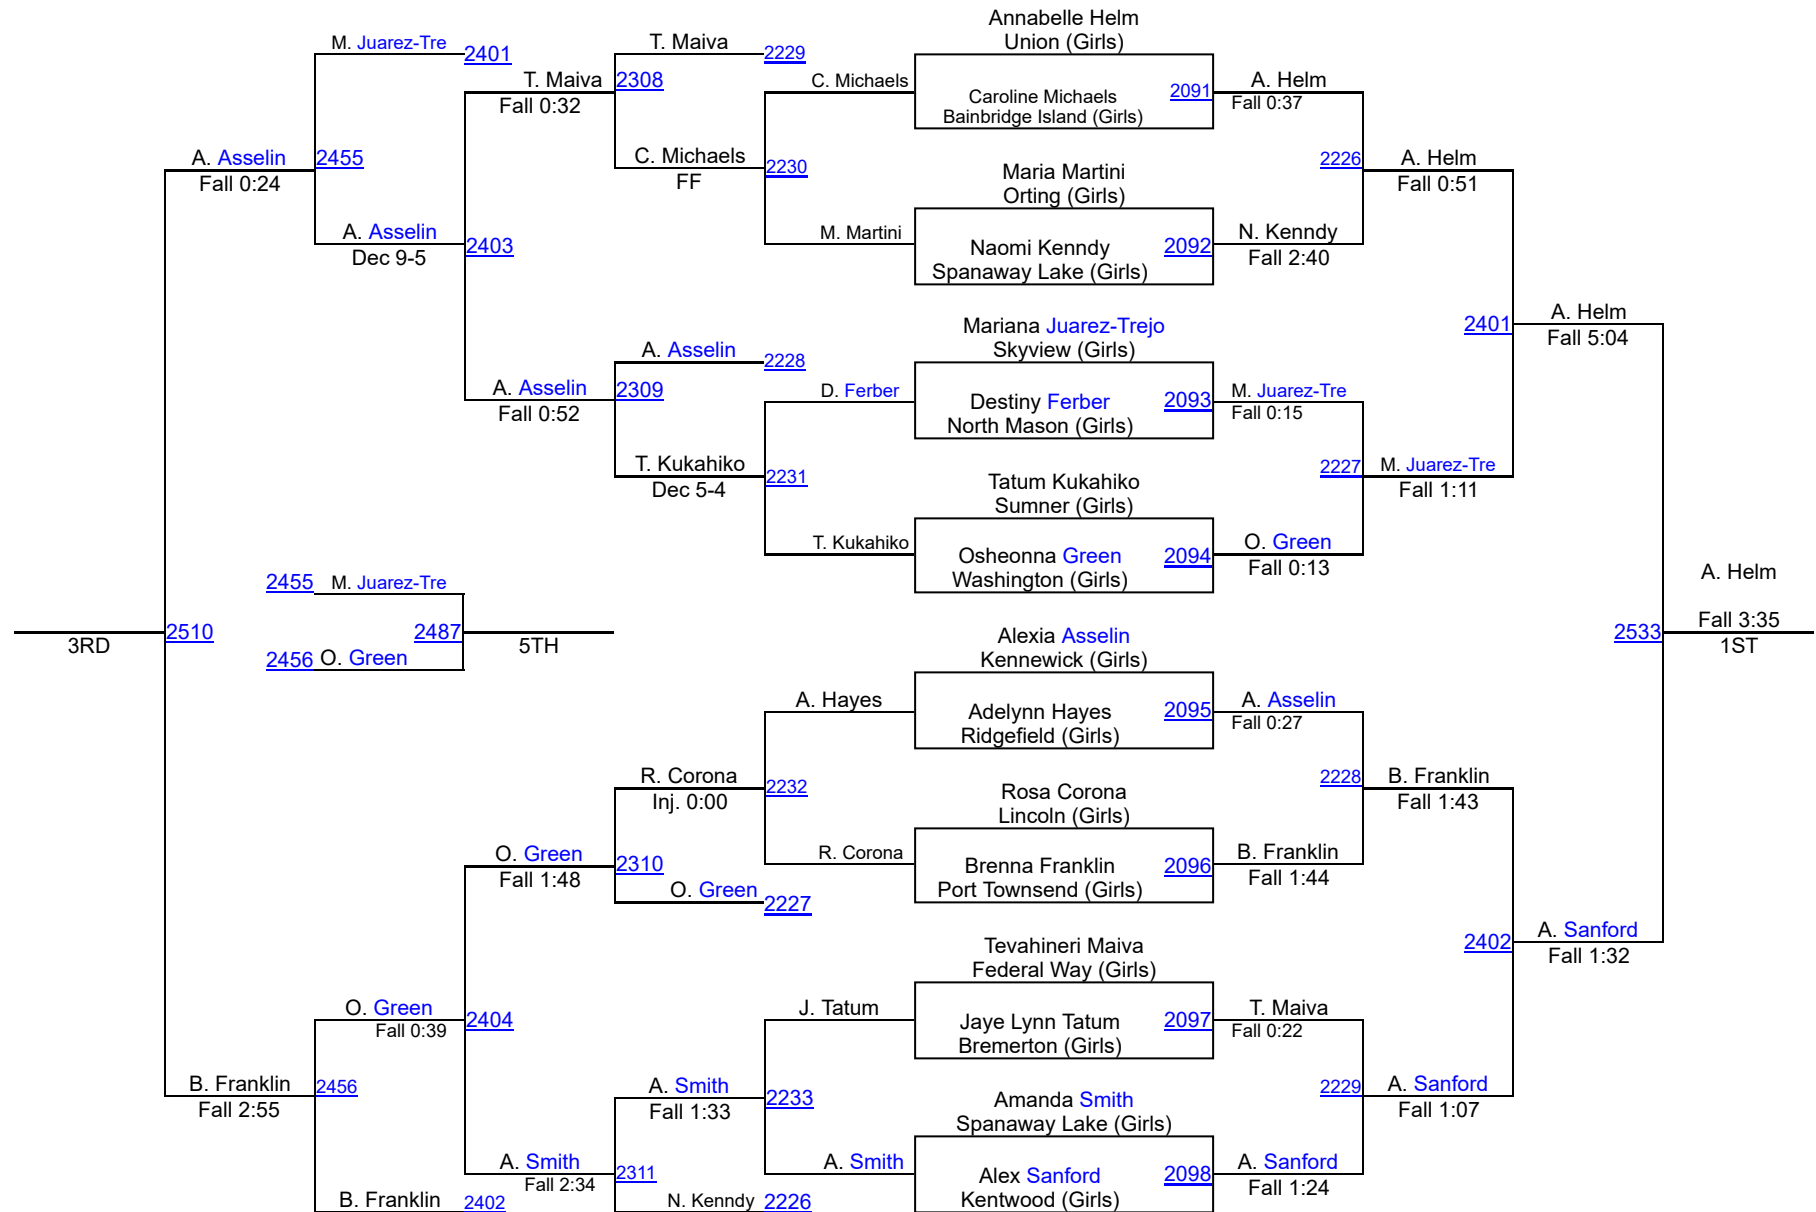 Annabelle Helm
Union (Girls)
M. Juarez-Tre
2401
T. Maiva
2229
T. Maiva
2308
Fall 0:32
C. Michaels
Caroline Michaels
Bainbridge Island (Girls)
2091
A. Helm
Fall 0:37
A. Asselin
Fall 0:24
2455
C. Michaels
FF
2230
Maria Martini
Orting (Girls)
2226
A. Helm
Fall 0:51
A. Asselin
Dec 9-5
2403
M. Martini
Naomi Kenndy
Spanaway Lake (Girls)
2092
N. Kenndy
Fall 2:40
Mariana Juarez-Trejo
Skyview (Girls)
2401
A. Helm
Fall 5:04
A. Asselin
2228
A. Asselin
Fall 0:52
2309
D. Ferber
Destiny Ferber
North Mason (Girls)
2093
M. Juarez-Tre
Fall 0:15
T. Kukahiko
Dec 5-4
2231
Tatum Kukahiko
Sumner (Girls)
2227
M. Juarez-Tre
Fall 1:11
T. Kukahiko
Osheonna Green
Washington (Girls)
2094
O. Green
Fall 0:13
2455
M. Juarez-Tre
A. Helm
Fall 3:35
1ST
2533
3RD
2510
2487
5TH
2456
O. Green
Alexia Asselin
Kennewick (Girls)
A. Hayes
Adelynn Hayes
Ridgefield (Girls)
2095
A. Asselin
Fall 0:27
R. Corona
Inj. 0:00
2232
Rosa Corona
Lincoln (Girls)
2228
B. Franklin
Fall 1:43
O. Green
Fall 1:48
2310
R. Corona
Brenna Franklin
Port Townsend (Girls)
2096
B. Franklin
Fall 1:44
O. Green
2227
Tevahineri Maiva
Federal Way (Girls)
2402
A. Sanford
Fall 1:32
O. Green
Fall 0:39
2404
J. Tatum
Jaye Lynn Tatum
Bremerton (Girls)
2097
T. Maiva
Fall 0:22
B. Franklin
Fall 2:55
2456
A. Smith
Fall 1:33
2233
Amanda Smith
Spanaway Lake (Girls)
2229
A. Sanford
Fall 1:07
A. Smith
Fall 2:34
2311
A. Smith
Alex Sanford
Kentwood (Girls)
2098
A. Sanford
Fall 1:24
B. Franklin
2402
N. Kenndy
2226